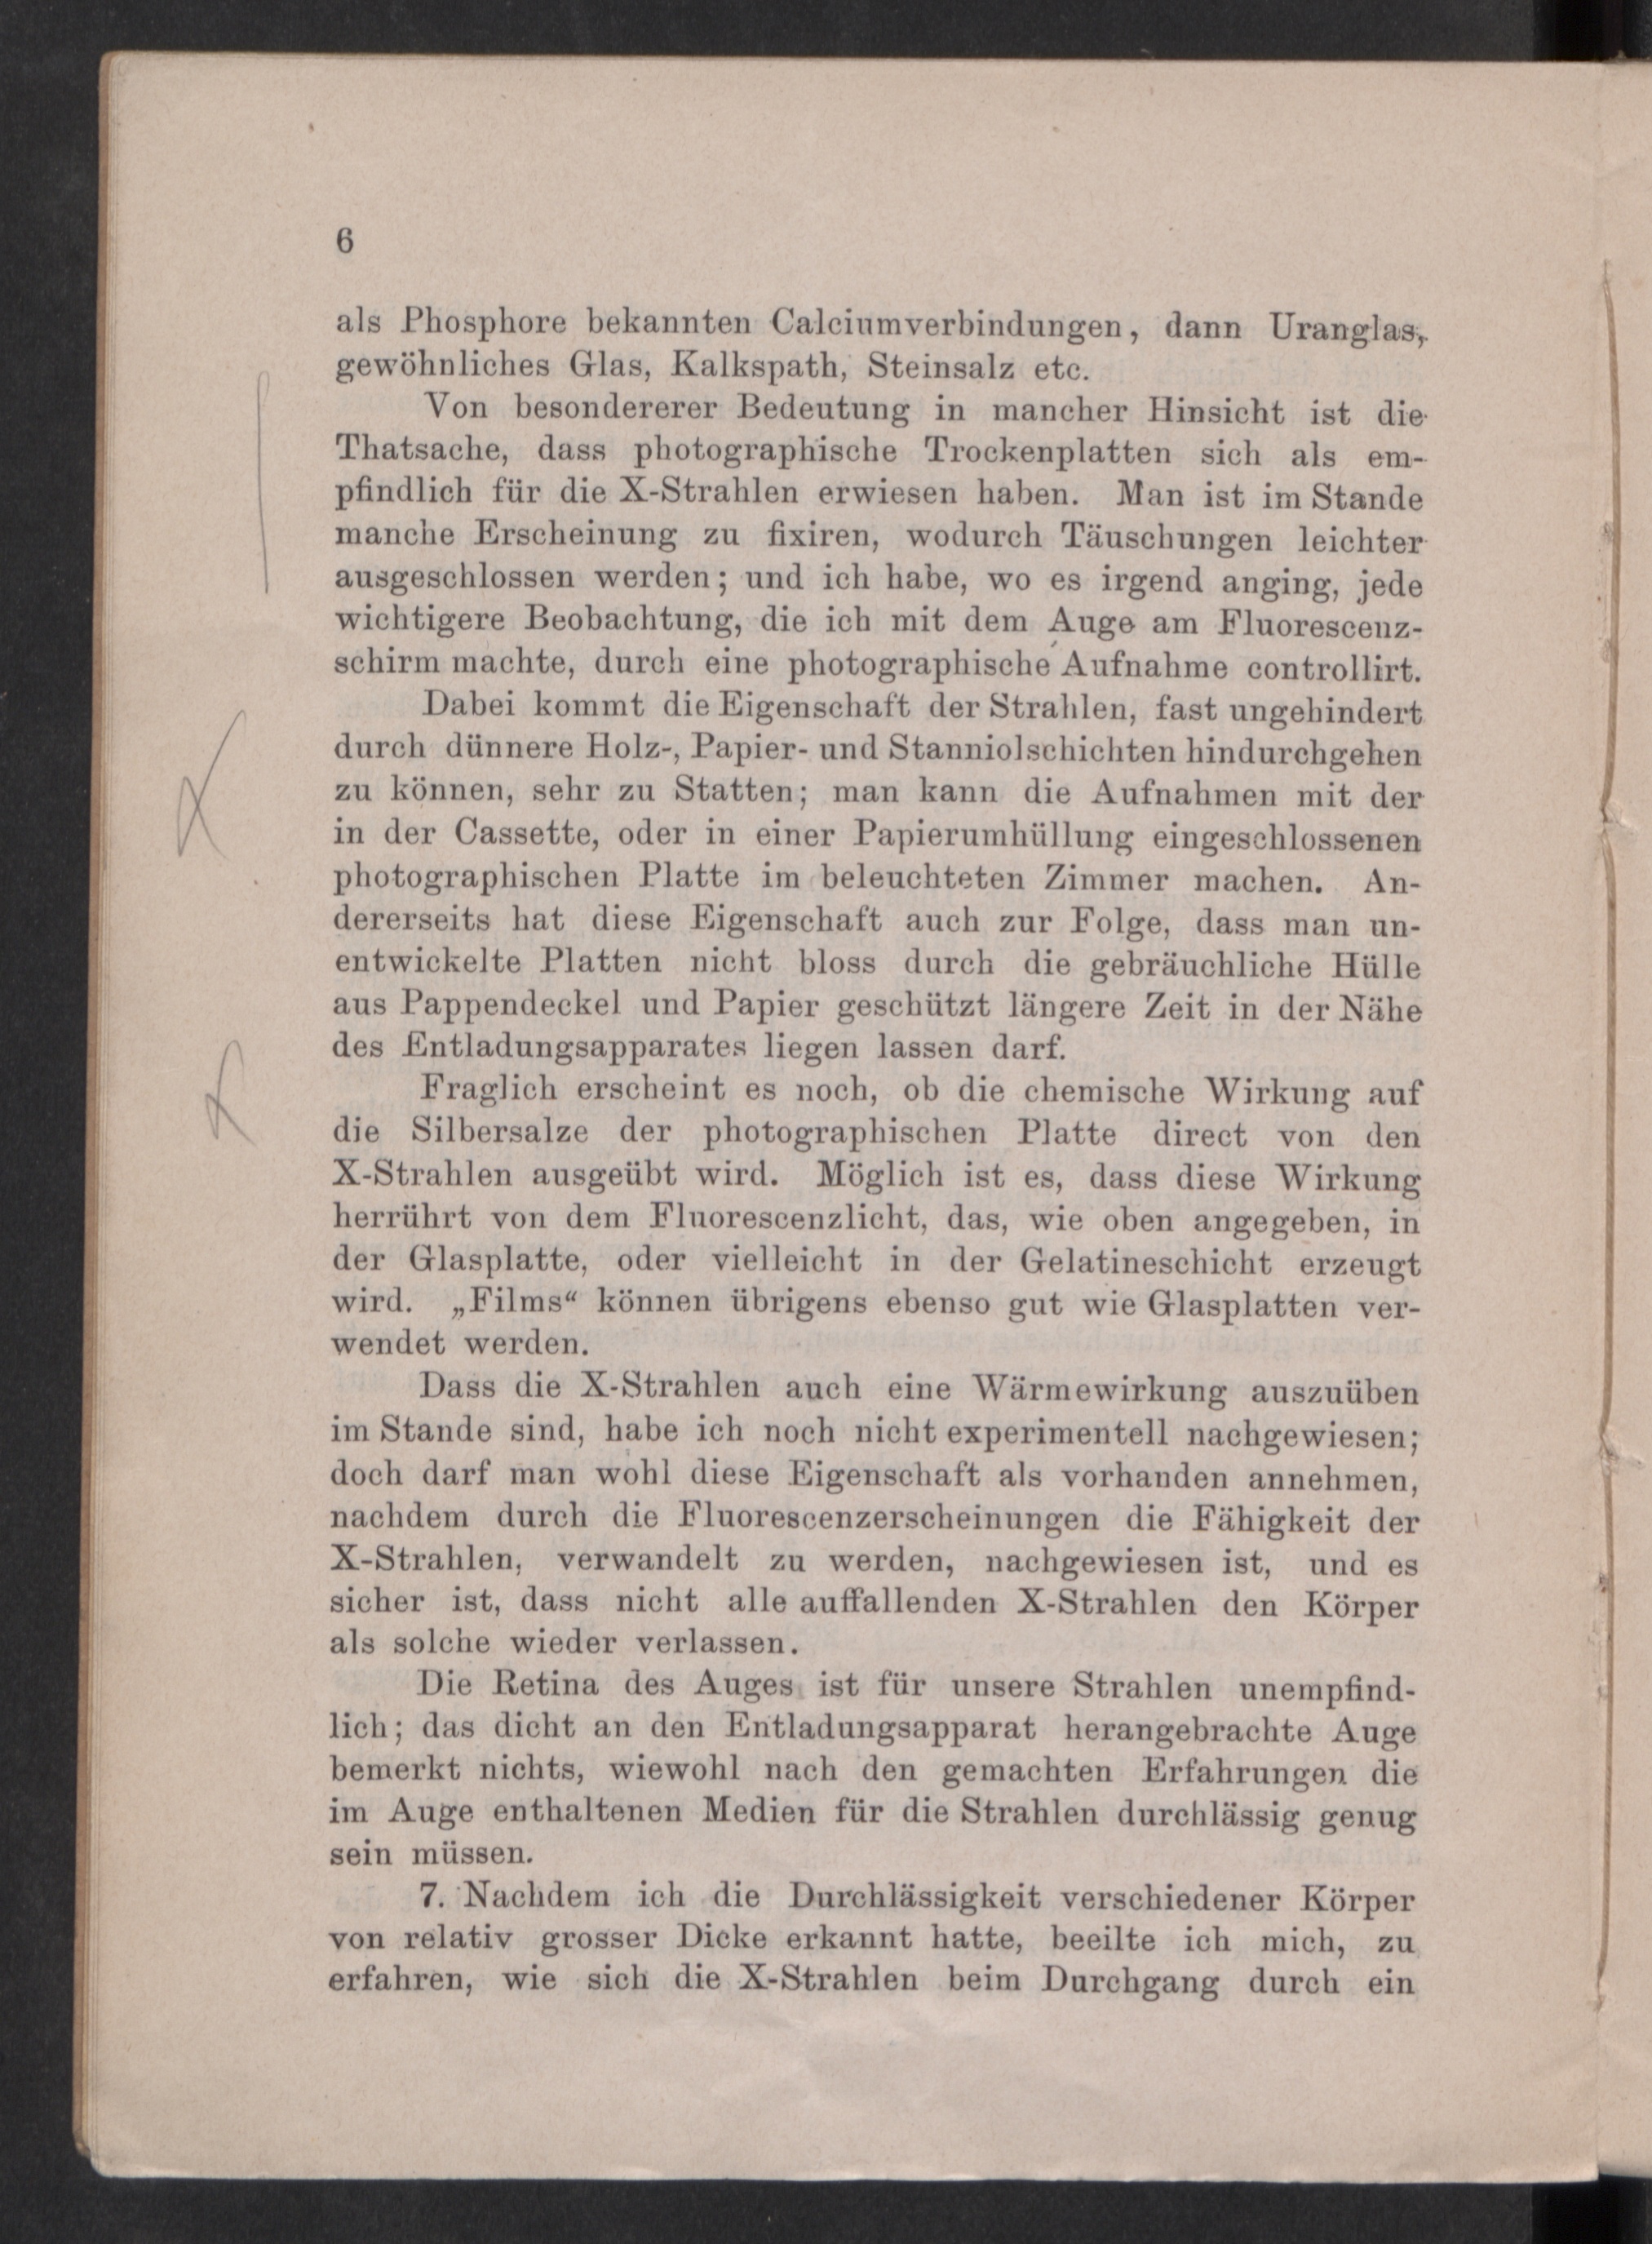 6
als Phosphore bekannten Calciumverbindungen, dann Uranglas,
gewöhnliches Glas, Kalkspath, Steinsalz etc.
Von besondererer Bedeutung in mancher Hinsicht ist die
Thatsache, dass photographische Trockenplatten sich als em-
pfindlich für die X-Strahlen erwiesen haben. Man ist im Stande
manche Erscheinung zu fixiren, wodurch Täuschungen leichter
ausgeschlossen werden; und ich habe, wo es irgend anging, jede
wichtigere Beobachtung, die ich mit dem Auge am Fluorescenz-
schirm machte, durch eine photographische Aufnahme controllirt.
Dabei kommt die Eigenschaft der Strahlen, fast ungehindert
durch dünnere Holz-, Papier- und Stanniolschichten hindurchgehen
zu können, sehr zu Statten; man kann die Aufnahmen mit der
in der Cassette, oder in einer Papierumhüllung eingeschlossenen
photographischen Platte im beleuchteten Zimmer machen. An-
dererseits hat diese Eigenschaft auch zur Folge, dass man un-
entwickelte Platten nicht bloss durch die gebräuchliche Hülle
aus Pappendeckel und Papier geschützt längere Zeit in der Nähe
des Entladungsapparates liegen lassen darf.
Fraglich erscheint es noch, ob die chemische Wirkung auf
die Silbersalze der photographischen Platte direct von den
X-Strahlen ausgeübt wird. Möglich ist es, dass diese Wirkung
herrührt von dem Fluorescenzlicht, das, wie oben angegeben, in
der Glasplatte, oder vielleicht in der Gelatineschicht erzeugt
wird. „Films“ können übrigens ebenso gut wie Glasplatten ver-
wendet werden.
Dass die X-Strahlen auch eine Wärmewirkung auszuüben
im Stande sind, habe ich noch nicht experimentell nachgewiesen;
doch darf man wohl diese Eigenschaft als vorhanden annehmen,
nachdem durch die Fluorescenzerscheinungen die Fähigkeit der
X-Strahlen, verwandelt zu werden, nachgewiesen ist, und es
sicher ist, dass nicht alle auffallenden X-Strahlen den Körper
als solche wieder verlassen.
Die Retina des Auges ist für unsere Strahlen unempfind-
lich; das dicht an den Entladungsapparat herangebrachte Auge
bemerkt nichts, wiewohl nach den gemachten Erfahrungen die
im Auge enthaltenen Medien für die Strahlen durchlässig genug
sein müssen.
7. Nachdem ich die Durchlässigkeit verschiedener Körper
von relativ grosser Dicke erkannt hatte, beeilte ich mich, zu
erfahren, wie sich die X-Strahlen beim Durchgang durch ein